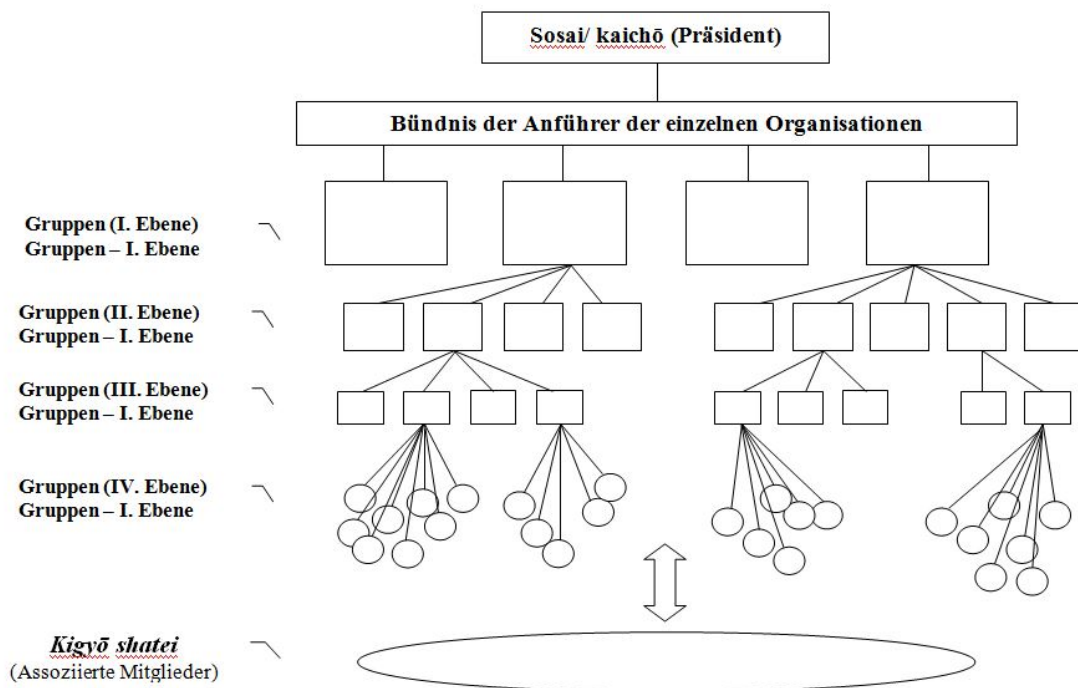 Sosai/ kaichō (Präsident)
Bündnis der Anführer der einzelnen Organisationen
Gruppen (I. Ebene)
Gruppen – I. Ebene
Gruppen (II. Ebene)
Gruppen – I. Ebene
Gruppen (III. Ebene)
Gruppen – I. Ebene
Gruppen (IV. Ebene)
Gruppen – I. Ebene
Kigyō shatei
(Assoziierte Mitglieder)